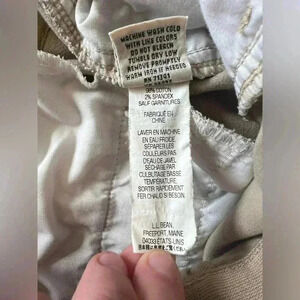 MACHINE WASH COLD
WITH LIKE COLORS
DO NOT BLEACH
TUMBLE DRY LOW
REMOVE PROMPTLY
WARM IRON IF NEEDED
RN 71341
98% COTON
2% SPANDEX
SAUF GARNITURES
FABRIQUÉ EN
CHINE
LAVER EN MACHINE
EN EAU FROIDE,
SÉPARER LES
COULEURS PAS
D'EAU DE JAVEL
SÉCHAGE PAR
CULBUTAGE BASSE
TEMPÉRATURE,
SORTIR RAPIDEMENT
FER CHAUD SI BESOIN.
L.L.BEAN,
FREEPORT, MAINE
04033 ÉTATS UNIS